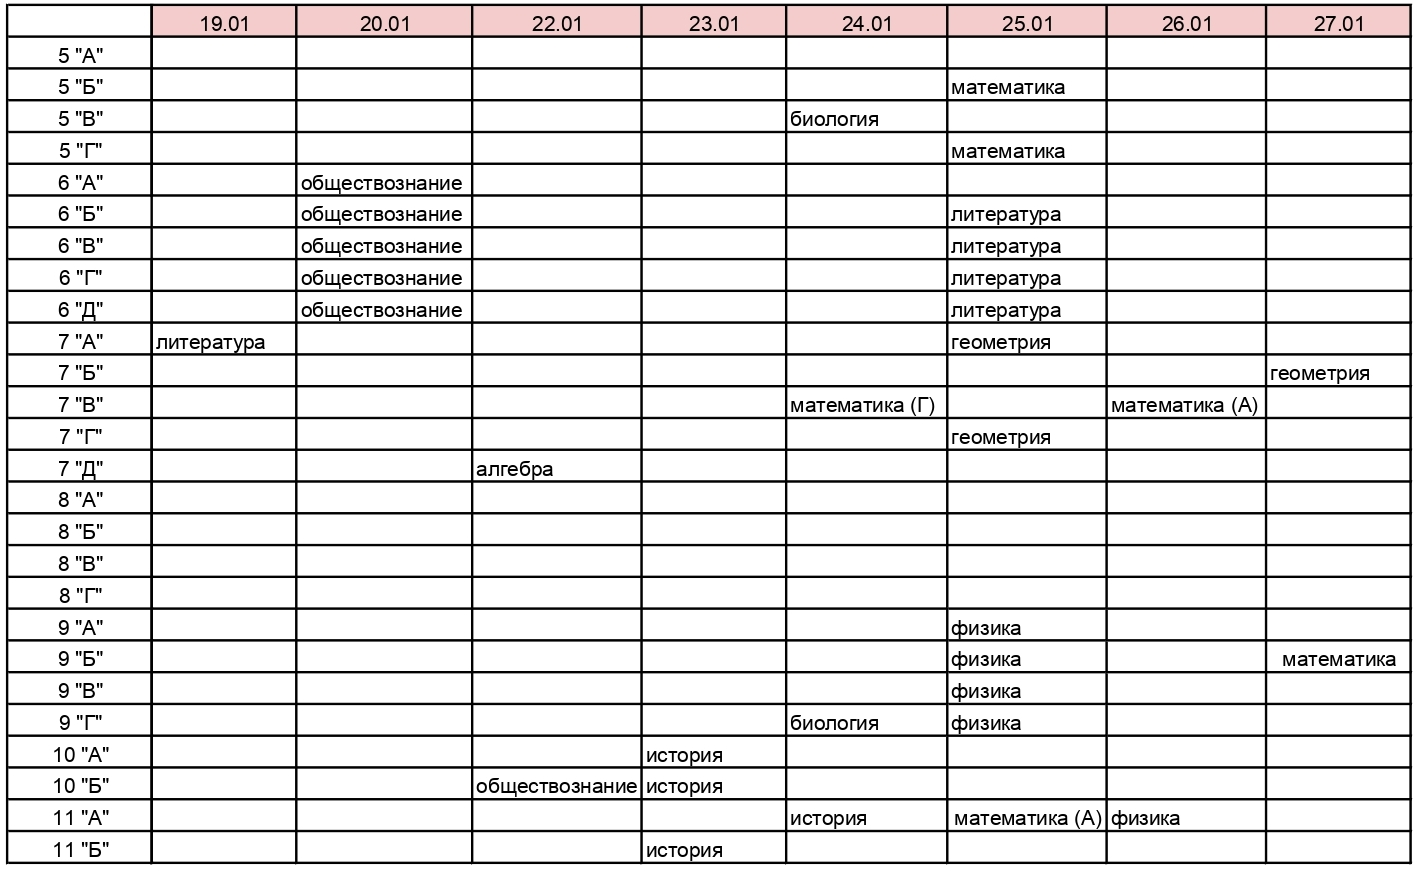 19.01 20.01 22.01 23.01 24.01 25.01 26.01 27.01
5 "А"
5 "Б" математика
5 "В" биология
5 "Г" математика
6 "А" обществознание
6 "Б" обществознание литература
6 "В" обществознание литература
6 "Г" обществознание литература
6 "Д" обществознание литература
7 "А" литература геометрия
7 "Б" геометрия
7 "В" математика (Г) математика (А)
7 "Г" геометрия
7 "Д" алгебра
8 "А"
8 "Б"
8 "В"
8 "Г"
9 "А" физика
9 "Б" физика математика
9 "В" физика
9 "Г" биология физика
10 "А" история
10 "Б" обществознание история
11 "А" история математика (А) физика
11 "Б" история